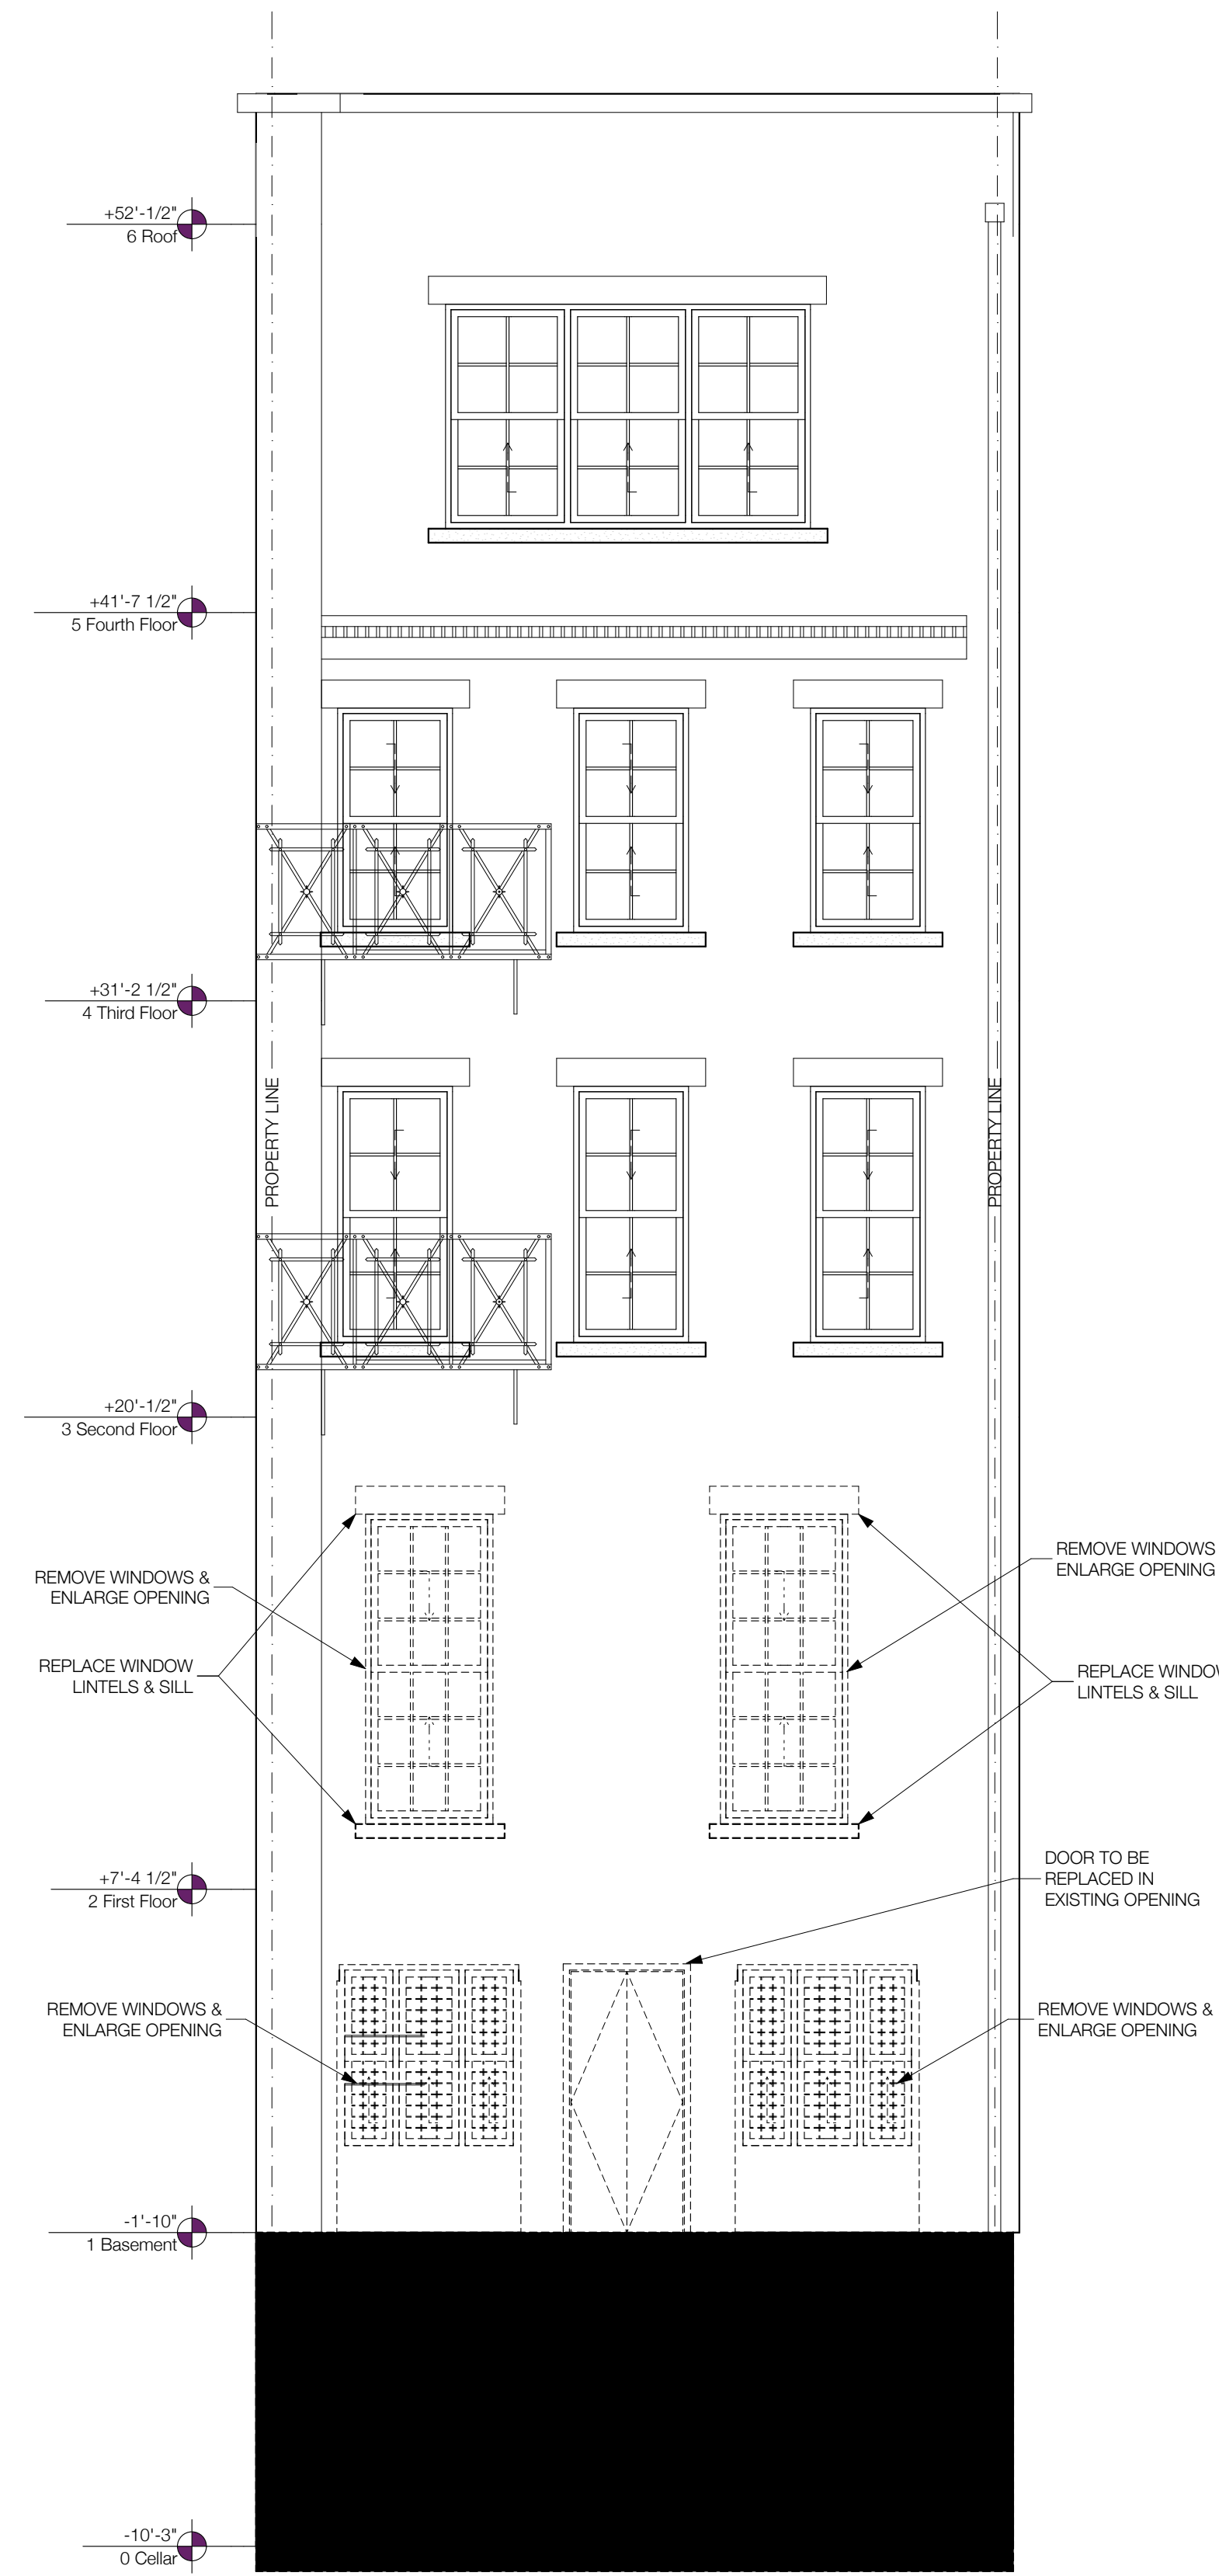 +52'-1/2"
6 Roof
+41'-7 1/2"
5 Fourth Floor
+31'-2 1/2"
4 Third Floor
PROPERTY LINE
PROPERTY LINE
+20'-1/2"
3 Second Floor
REMOVE WINDOWS &
ENLARGE OPENING
REPLACE WINDOW
LINTELS & SILL
REMOVE WINDOWS
ENLARGE OPENING
REPLACE WINDOW
LINTELS & SILL
+7'-4 1/2"
2 First Floor
DOOR TO BE
REPLACED IN
EXISTING OPENING
REMOVE WINDOWS &
ENLARGE OPENING
REMOVE WINDOWS &
ENLARGE OPENING
-1'-10"
1 Basement
-10'-3"
0 Cellar